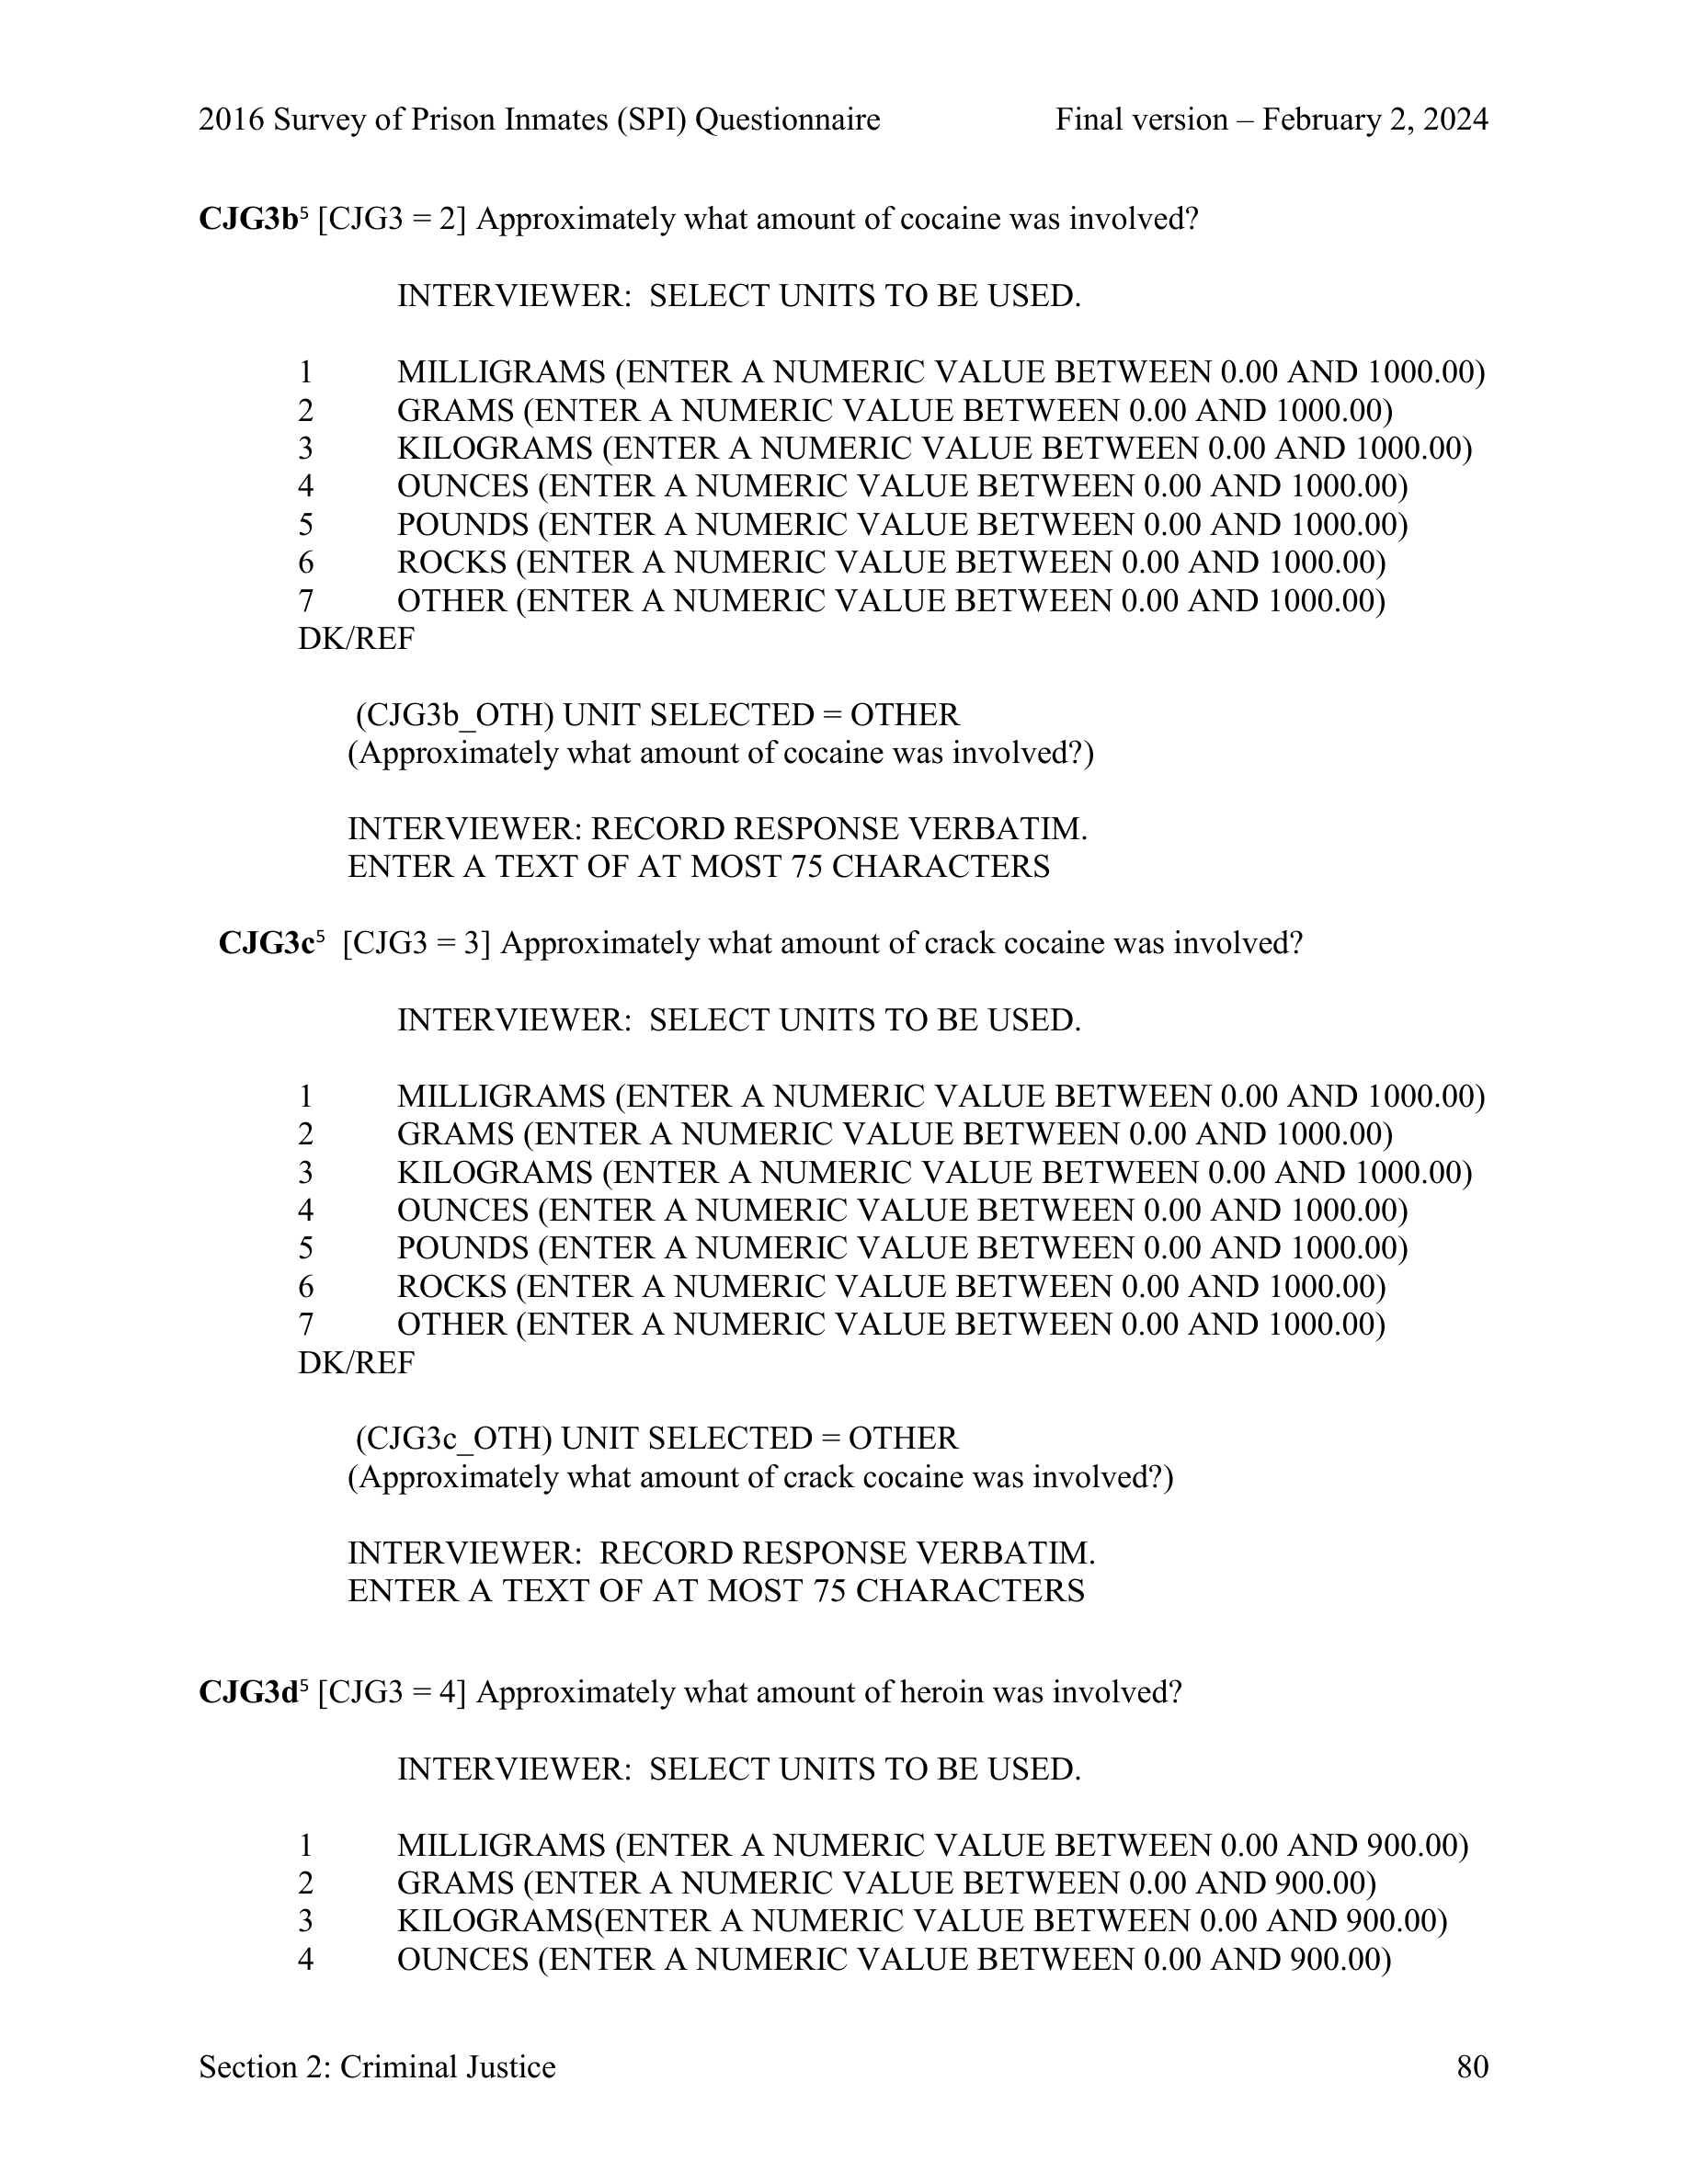 2016 Survey of Prison Inmates (SPI) Questionnaire Final version – February 2, 2024
CJG3b⁵ [CJG3 = 2] Approximately what amount of cocaine was involved?
INTERVIEWER: SELECT UNITS TO BE USED.
1 MILLIGRAMS (ENTER A NUMERIC VALUE BETWEEN 0.00 AND 1000.00)
2 GRAMS (ENTER A NUMERIC VALUE BETWEEN 0.00 AND 1000.00)
3 KILOGRAMS (ENTER A NUMERIC VALUE BETWEEN 0.00 AND 1000.00)
4 OUNCES (ENTER A NUMERIC VALUE BETWEEN 0.00 AND 1000.00)
5 POUNDS (ENTER A NUMERIC VALUE BETWEEN 0.00 AND 1000.00)
6 ROCKS (ENTER A NUMERIC VALUE BETWEEN 0.00 AND 1000.00)
7 OTHER (ENTER A NUMERIC VALUE BETWEEN 0.00 AND 1000.00)
DK/REF
(CJG3b_OTH) UNIT SELECTED = OTHER
(Approximately what amount of cocaine was involved?)
INTERVIEWER: RECORD RESPONSE VERBATIM.
ENTER A TEXT OF AT MOST 75 CHARACTERS
CJG3c⁵ [CJG3 = 3] Approximately what amount of crack cocaine was involved?
INTERVIEWER: SELECT UNITS TO BE USED.
1 MILLIGRAMS (ENTER A NUMERIC VALUE BETWEEN 0.00 AND 1000.00)
2 GRAMS (ENTER A NUMERIC VALUE BETWEEN 0.00 AND 1000.00)
3 KILOGRAMS (ENTER A NUMERIC VALUE BETWEEN 0.00 AND 1000.00)
4 OUNCES (ENTER A NUMERIC VALUE BETWEEN 0.00 AND 1000.00)
5 POUNDS (ENTER A NUMERIC VALUE BETWEEN 0.00 AND 1000.00)
6 ROCKS (ENTER A NUMERIC VALUE BETWEEN 0.00 AND 1000.00)
7 OTHER (ENTER A NUMERIC VALUE BETWEEN 0.00 AND 1000.00)
DK/REF
(CJG3c_OTH) UNIT SELECTED = OTHER
(Approximately what amount of crack cocaine was involved?)
INTERVIEWER: RECORD RESPONSE VERBATIM.
ENTER A TEXT OF AT MOST 75 CHARACTERS
CJG3d⁵ [CJG3 = 4] Approximately what amount of heroin was involved?
INTERVIEWER: SELECT UNITS TO BE USED.
1 MILLIGRAMS (ENTER A NUMERIC VALUE BETWEEN 0.00 AND 900.00)
2 GRAMS (ENTER A NUMERIC VALUE BETWEEN 0.00 AND 900.00)
3 KILOGRAMS(ENTER A NUMERIC VALUE BETWEEN 0.00 AND 900.00)
4 OUNCES (ENTER A NUMERIC VALUE BETWEEN 0.00 AND 900.00)
Section 2: Criminal Justice 80